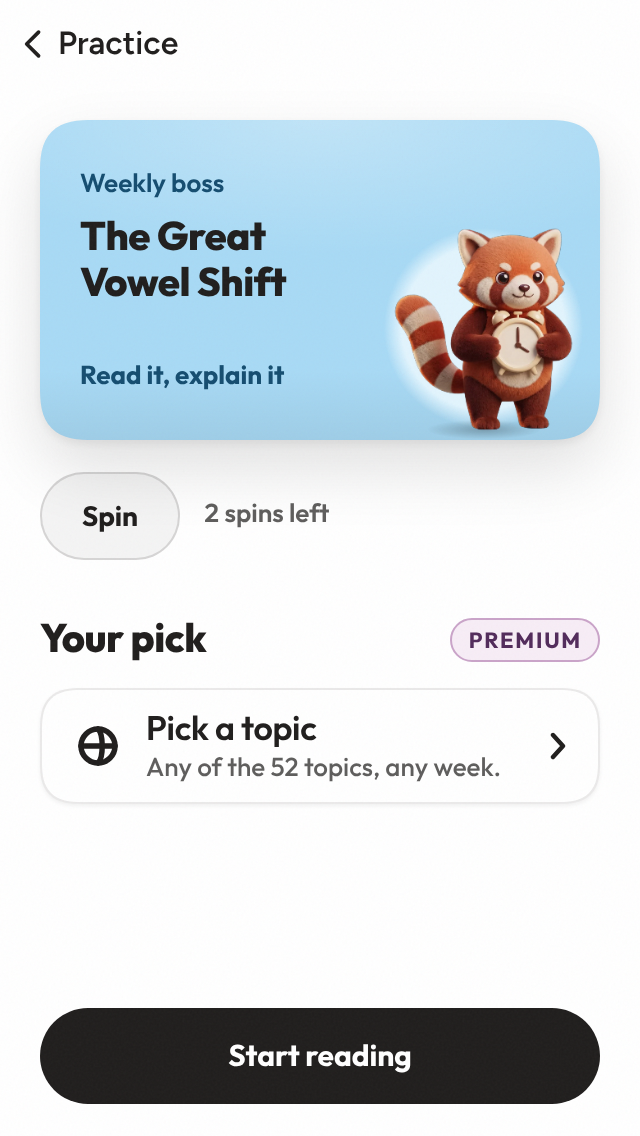 Practice
Weekly boss
The Great
Vowel Shift
Read it, explain it
Spin
2 spins left
Your pick
PREMIUM
Pick a topic
Any of the 52 topics, any week.
Start reading